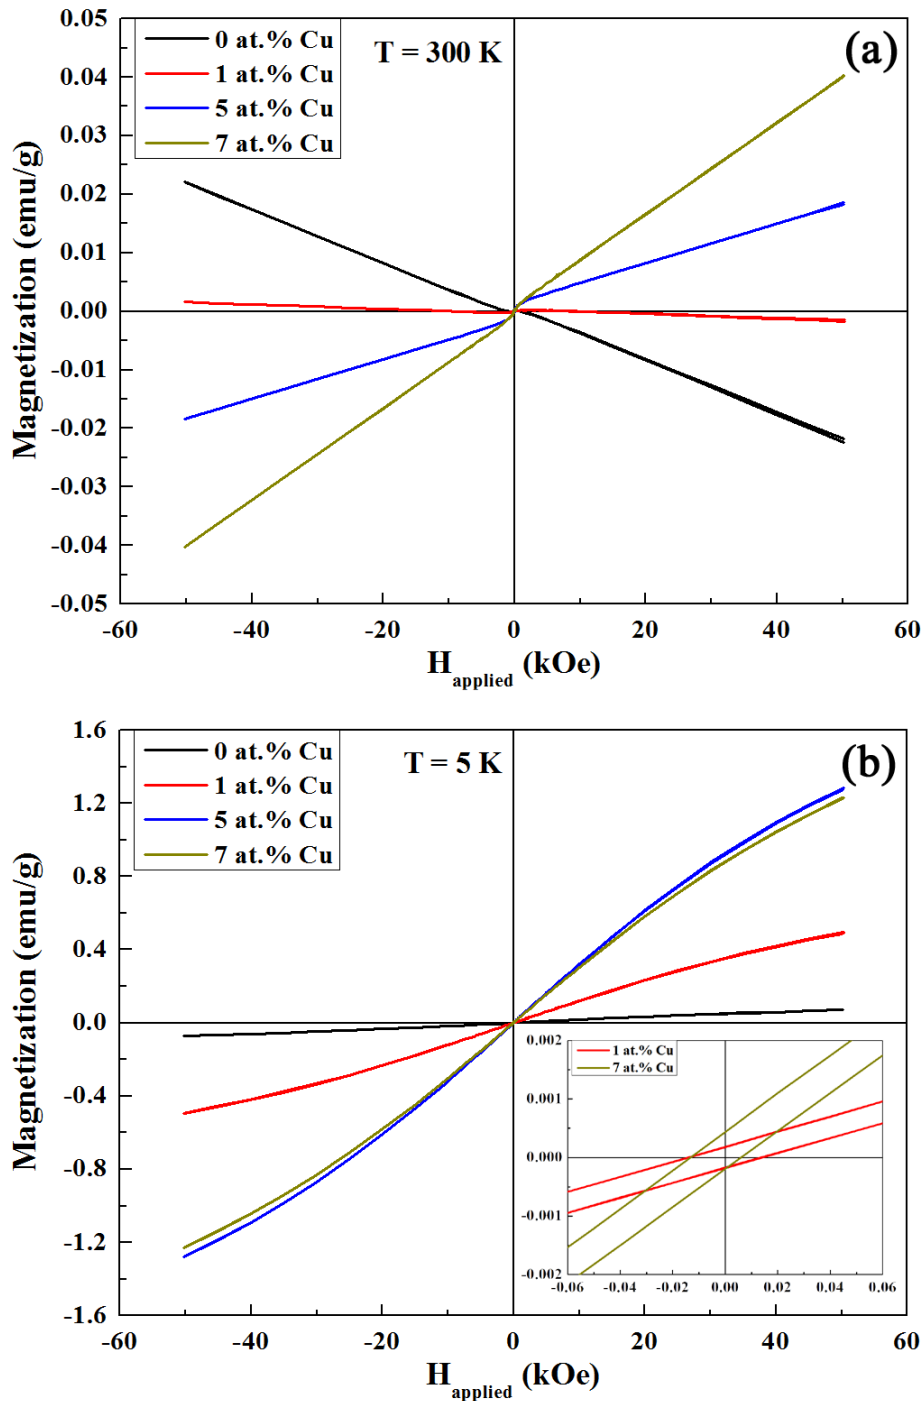 0 at.% Cu
1 at.% Cu
5 at.% Cu
7 at.% Cu
T = 300 K
(a)
Magnetization (emu/g)
0.05
0.04
0.03
0.02
0.01
0.00
-0.01
-0.02
-0.03
-0.04
-0.05
-60 -40 -20 0 20 40 60
H applied (kOe)
0 at.% Cu
1 at.% Cu
5 at.% Cu
7 at.% Cu
T = 5 K
(b)
Magnetization (emu/g)
1.6
1.2
0.8
0.4
0.0
-0.4
-0.8
-1.2
-1.6
1 at.% Cu
7 at.% Cu
0.002
0.001
0.000
-0.001
-0.002
-0.06 -0.04 -0.02 0.00 0.02 0.04 0.06
-60 -40 -20 0 20 40 60
H applied (kOe)